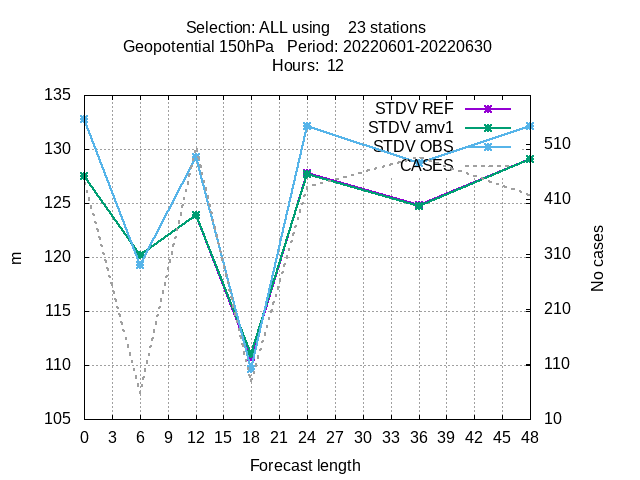 Selection: ALL using    23 stations
Geopotential 150hPa   Period: 20220601-20220630
Hours:  12
135
130
125
120
115
110
105
m
STDV REF
STDV amv1
STDV OBS
CASES
510
410
310
210
110
10
No cases
0 3 6 9 12 15 18 21 24 27 30 33 36 39 42 45 48
Forecast length